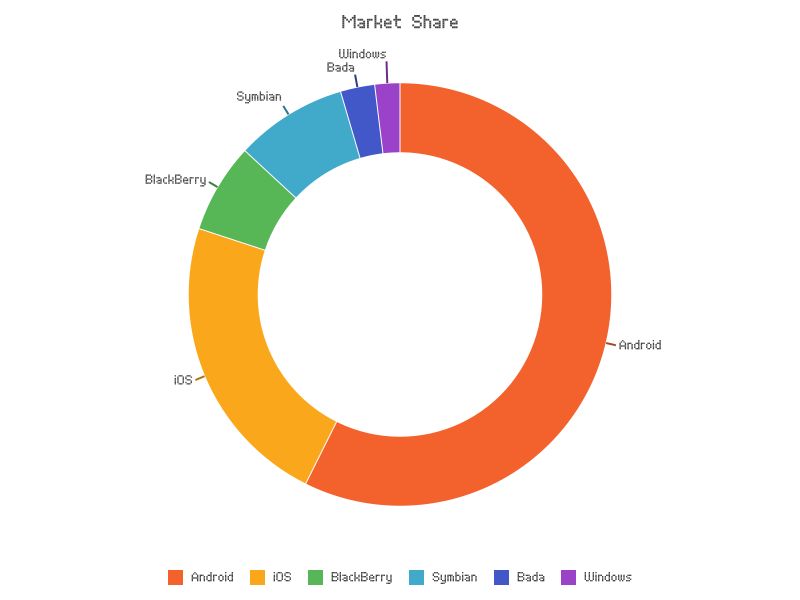 Market Share
Windows
Bada
Symbian
BlackBerry
Android
iOS
Android iOS BlackBerry Symbian Bada Windows